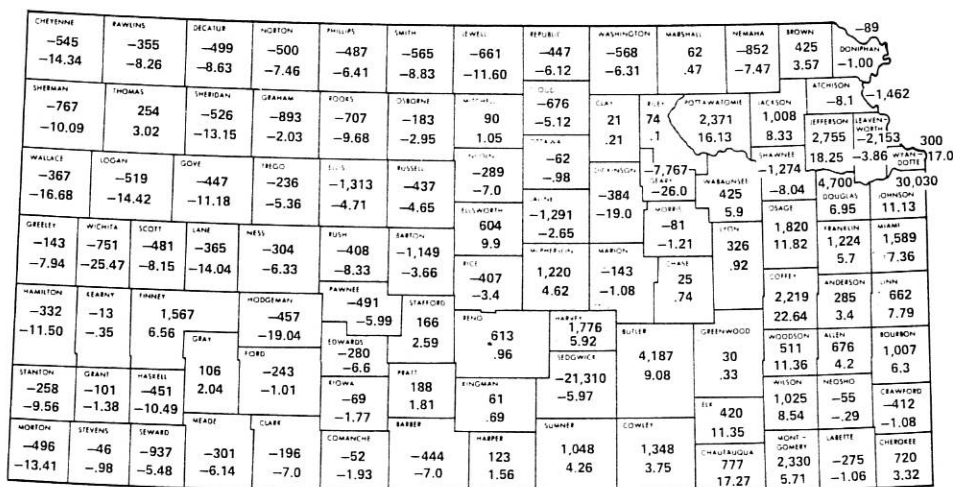 CHEYENNE
-545
-14.34
RAWLINS
-355
-8.26
DECATUR
-499
-8.63
NORTON
-500
-7.46
PHILLIPS
-487
-6.41
SMITH
-565
-8.83
JEWELL
-661
-11.60
REPUBLIC
-447
-6.12
WASHINGTON
-568
-6.31
MARSHALL
62
.47
NEMAHA
-852
-7.47
BROWN
425
3.57
-89
DONIPHAN
-1.00
SHERMAN
-767
-10.09
THOMAS
254
3.02
SHERIDAN
-526
-13.15
GRAHAM
-893
-2.03
ROOKS
-707
-9.68
OSBORNE
-183
-2.95
MITCHELL
90
1.05
-676
-5.12
CLAY
21
.21
RILEY
74
.1
POTTAWATOMIE
2,371
16.13
JACKSON
1,008
8.33
ATCHISON
-8.1
-1,462
JEFFERSON
2,755
18.25
LEAVEN-
WORTH
-2,153
-3.86
300
WYAN-
DOTTE
-17.0
WALLACE
-367
-16.68
LOGAN
-519
-14.42
GOVE
-447
-11.18
TREGO
-236
-5.36
ELLIS
-1,313
-4.71
RUSSELL
-437
-4.65
-289
-7.0
OTTAWA
-62
-.98
DICKINSON
-384
-19.0
-7,767
GEARY
-26.0
WABAUNSEE
425
5.9
SHAWNEE
-1,274
-8.04
4,700
DOUGLAS
6.95
30,030
JOHNSON
11.13
GREELEY
-143
-7.94
WICHITA
-751
-25.47
SCOTT
-481
-8.15
LANE
-365
-14.04
NESS
-304
-6.33
RUSH
-408
-8.33
BARTON
-1,149
-3.66
ELLSWORTH
604
9.9
SALINE
-1,291
-2.65
MORRIS
-81
-1.21
LYON
326
.92
OSAGE
1,820
11.82
FRANKLIN
1,224
5.7
MIAMI
1,589
7.36
RICE
-407
-3.4
McPHERSON
1,220
4.62
MARION
-143
-1.08
CHASE
25
.74
COFFEY
2,219
22.64
ANDERSON
285
3.4
LINN
662
7.79
HAMILTON
-332
-11.50
KEARNY
-13
-.35
FINNEY
1,567
6.56
HODGEMAN
-457
-19.04
PAWNEE
-491
-5.99
STAFFORD
166
2.59
RENO
613
.96
HARVEY
1,776
5.92
BUTLER
4,187
9.08
GREENWOOD
30
.33
WOODSON
511
11.36
ALLEN
676
4.2
BOURBON
1,007
6.3
GRAY
106
2.04
FORD
-243
-1.01
EDWARDS
-280
-6.6
SEDGWICK
-21,310
-5.97
STANTON
-258
-9.56
GRANT
-101
-1.38
HASKELL
-451
-10.49
KIOWA
-69
-1.77
PRATT
188
1.81
KINGMAN
61
.69
ELK
420
11.35
WILSON
1,025
8.54
NEOSHO
-55
-.29
CRAWFORD
-412
-1.08
MORTON
-496
-13.41
STEVENS
-46
-.98
SEWARD
-937
-5.48
MEADE
-301
-6.14
CLARK
-196
-7.0
COMANCHE
-52
-1.93
BARBER
-444
-7.0
HARPER
123
1.56
SUMNER
1,048
4.26
COWLEY
1,348
3.75
CHAUTAUQUA
777
17.27
MONT-
GOMERY
2,330
5.71
LABETTE
-275
-1.06
CHEROKEE
720
3.32